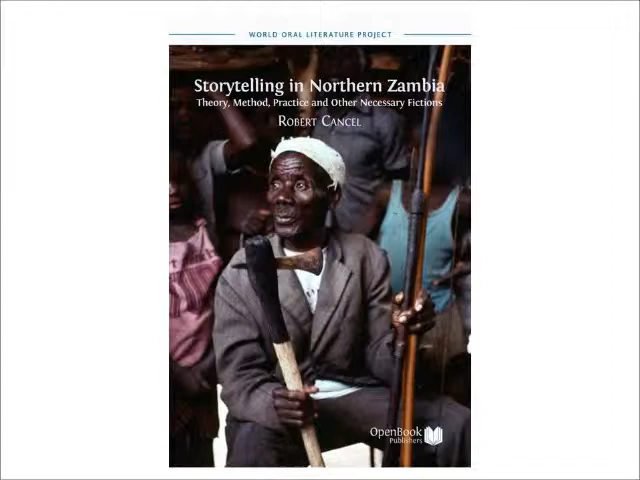 WORLD ORAL LITERATURE PROJECT
Storytelling in Northern Zambia
Theory, Method, Practice and Other Necessary Fictions
ROBERT CANCEL
OpenBook
Publishers